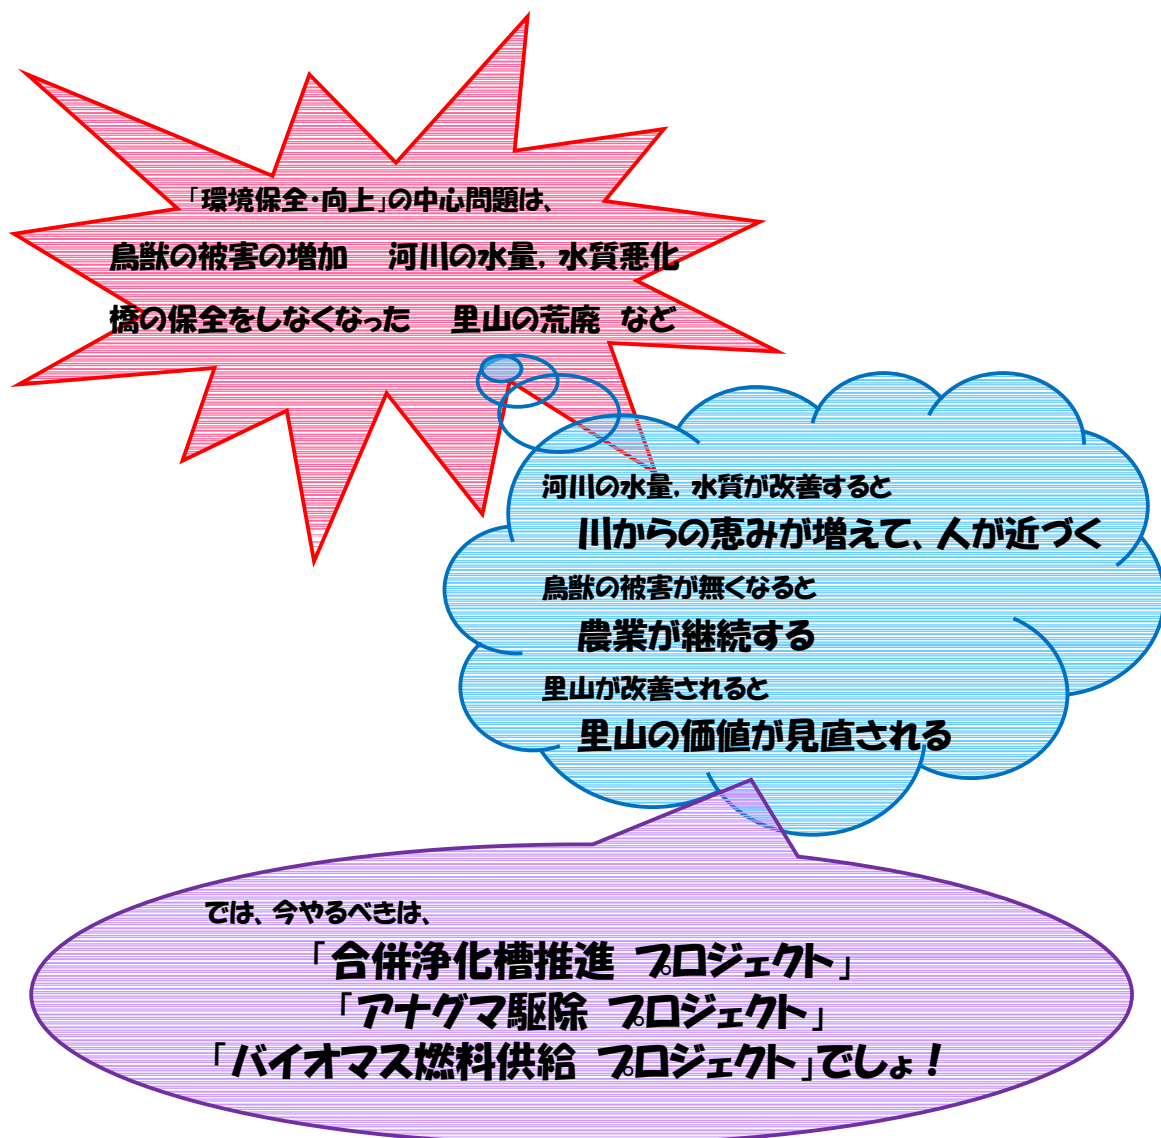 「環境保全・向上」の中心問題は、
鳥獣の被害の増加　河川の水量，水質悪化
橋の保全をしなくなった　里山の荒廃　など
河川の水量，水質が改善すると
川からの恵みが増えて、人が近づく
鳥獣の被害が無くなると
農業が継続する
里山が改善されると
里山の価値が見直される
では、今やるべきは、
「合併浄化槽推進　プロジェクト」
「アナグマ駆除　プロジェクト」
「バイオマス燃料供給　プロジェクト」でしょ！